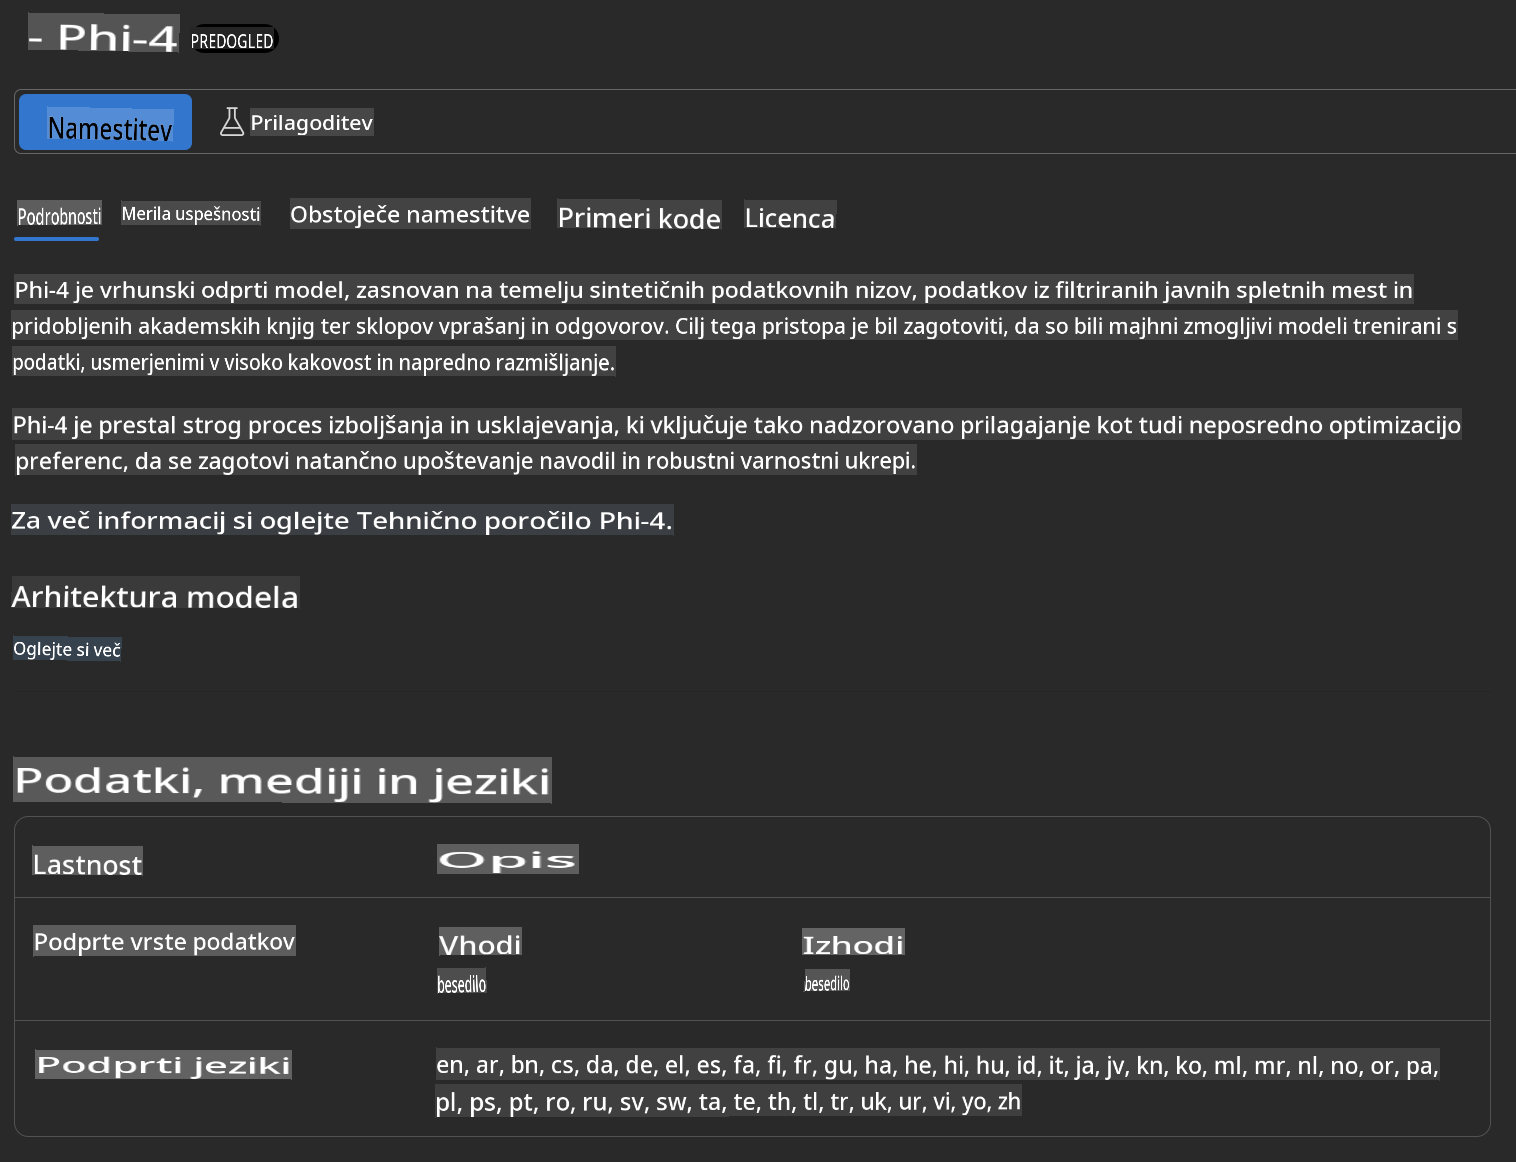 - Phi-4 PREDOGLED
Namestitev Prilagoditev
Podrobnosti Merila uspešnosti Obstoječe namestitve Primeri kode Licenca
Phi-4 je vrhunski odprti model, zasnovan na temelju sintetičnih podatkovnih nizov, podatkov iz filtriranih javnih spletnih mest in
pridobljenih akademskih knjig ter sklopov vprašanj in odgovorov. Cilj tega pristopa je bil zagotoviti, da so bili majhni zmogljivi modeli trenirani s
podatki, usmerjenimi v visoko kakovost in napredno razmišljanje.
Phi-4 je prestal strog proces izboljšanja in usklajevanja, ki vključuje tako nadzorovano prilagajanje kot tudi neposredno optimizacijo
preferenc, da se zagotovi natančno upoštevanje navodil in robustni varnostni ukrepi.
Za več informacij si oglejte Tehnično poročilo Phi-4.
Arhitektura modela
Oglejte si več
Podatki, mediji in jeziki
Lastnost Opis
Podprte vrste podatkov Vhodi Izhodi
besedilo besedilo
Podprti jeziki en, ar, bn, cs, da, de, el, es, fa, fi, fr, gu, ha, he, hi, hu, id, it, ja, jv, kn, ko, ml, mr, nl, no, or, pa,
pl, ps, pt, ro, ru, sv, sw, ta, te, th, tl, tr, uk, ur, vi, yo, zh